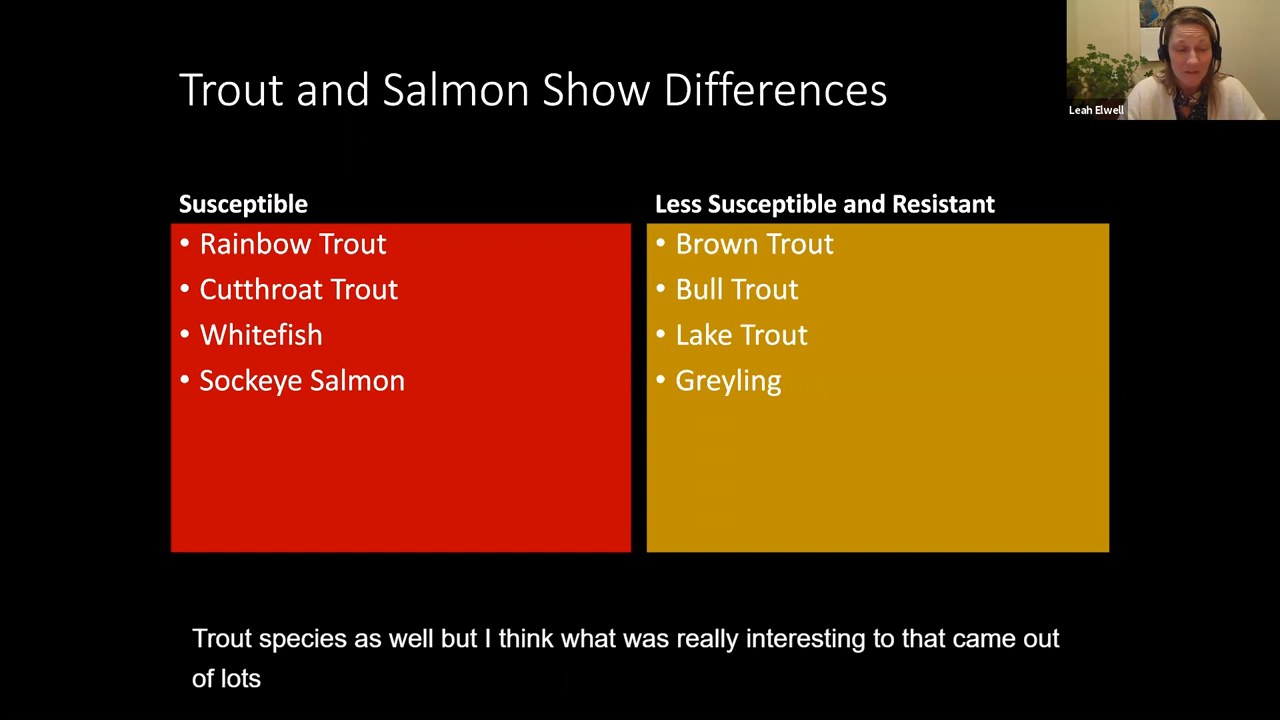 Trout and Salmon Show Differences
Leah Elwell
Susceptible
• Rainbow Trout
• Cutthroat Trout
• Whitefish
• Sockeye Salmon
Less Susceptible and Resistant
• Brown Trout
• Bull Trout
• Lake Trout
• Greyling
Trout species as well but I think what was really interesting to that came out
of lots